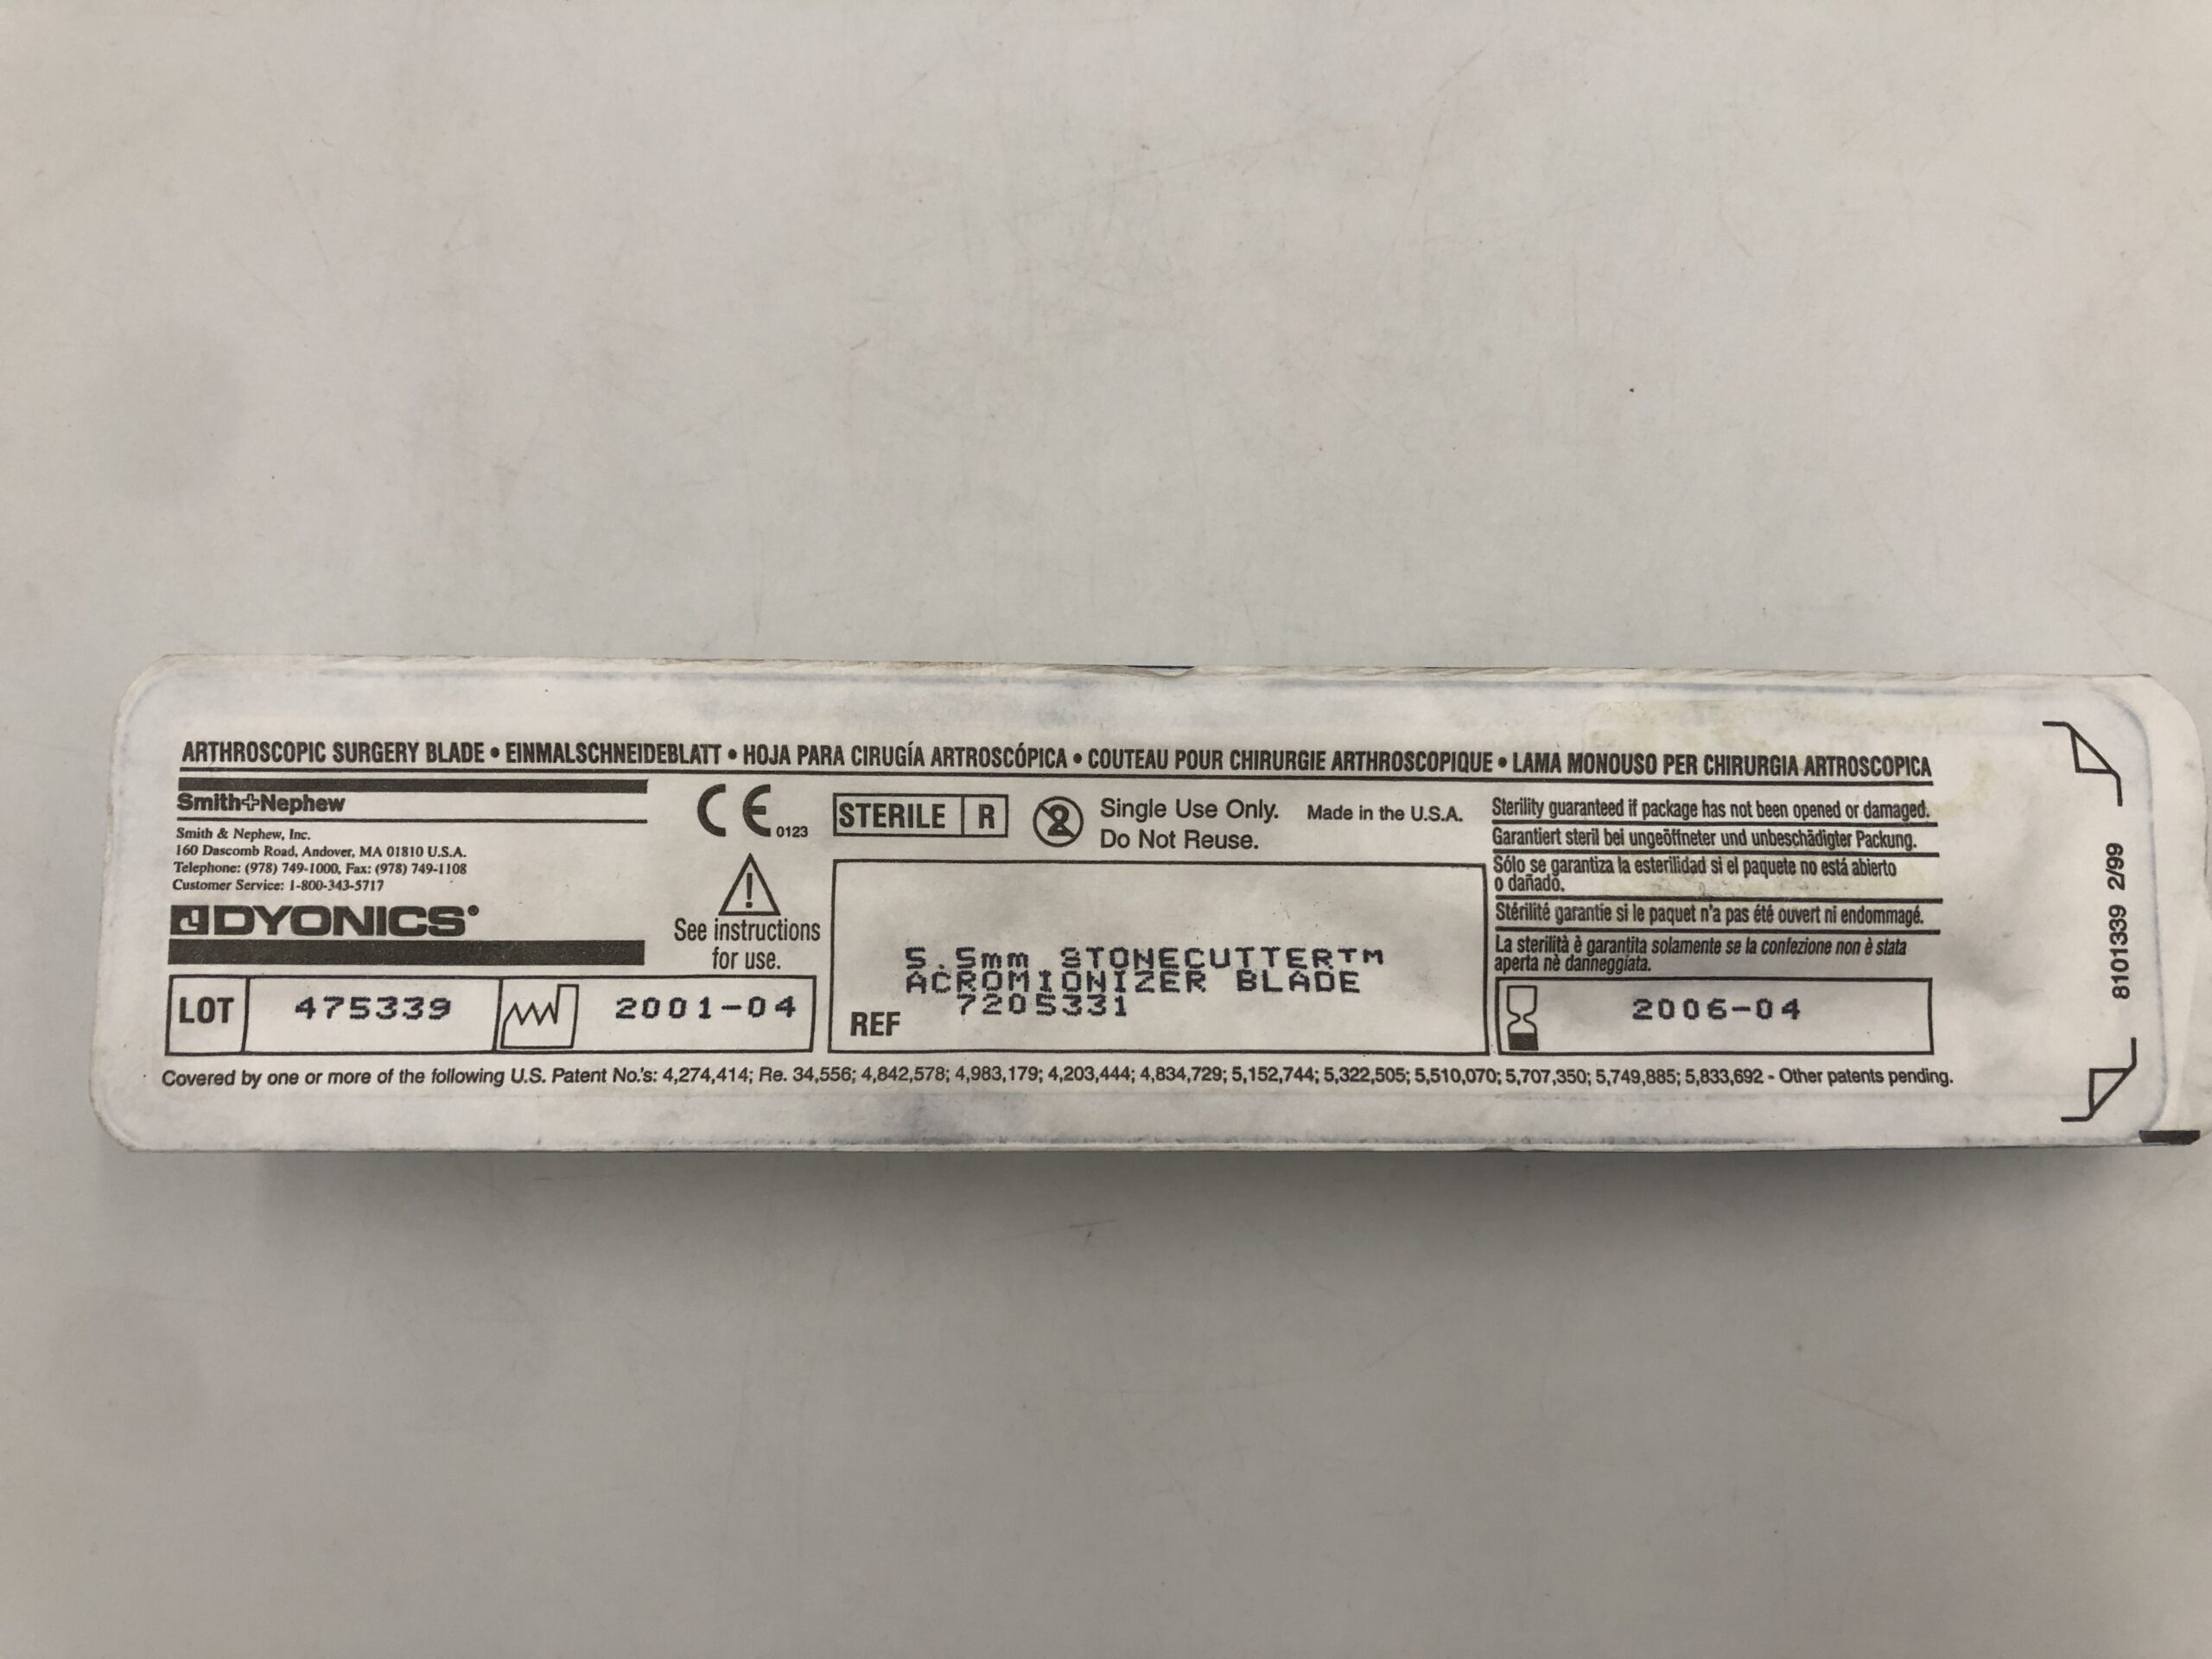 ARTHROSCOPIC SURGERY BLADE • EINMALSCHNEIDEBLATT • HOJA PARA CIRUGÍA ARTROSCÓPICA • COUTEAU POUR CHIRURGIE ARTHROSCOPIQUE • LAMA MONOUSO PER CHIRURGIA ARTROSCOPICA
Smith+Nephew
Smith & Nephew, Inc.
160 Dascomb Road, Andover, MA 01810 U.S.A.
Telephone: (978) 749-1000, Fax: (978) 749-1108
Customer Service: 1-800-343-5717
DYONICS®
LOT 475339
2001-04
CE 0123
See instructions
for use.
STERILE R
2
Single Use Only.
Do Not Reuse.
Made in the U.S.A.
5.5mm STONECUTTER™
ACROMIONIZER BLADE
7205331
REF
Sterility guaranteed if package has not been opened or damaged.
Garantiert steril bei ungeöffneter und unbeschädigter Packung.
Sólo se garantiza la esterilidad si el paquete no está abierto
o dañado.
Stérilité garantie si le paquet n'a pas été ouvert ni endommagé.
La sterilità è garantita solamente se la confezione non è stata
aperta nè danneggiata.
2006-04
Covered by one or more of the following U.S. Patent No.'s: 4,274,414; Re. 34,556; 4,842,578; 4,983,179; 4,203,444; 4,834,729; 5,152,744; 5,322,505; 5,510,070; 5,707,350; 5,749,885; 5,833,692 - Other patents pending.
8101339 2/99